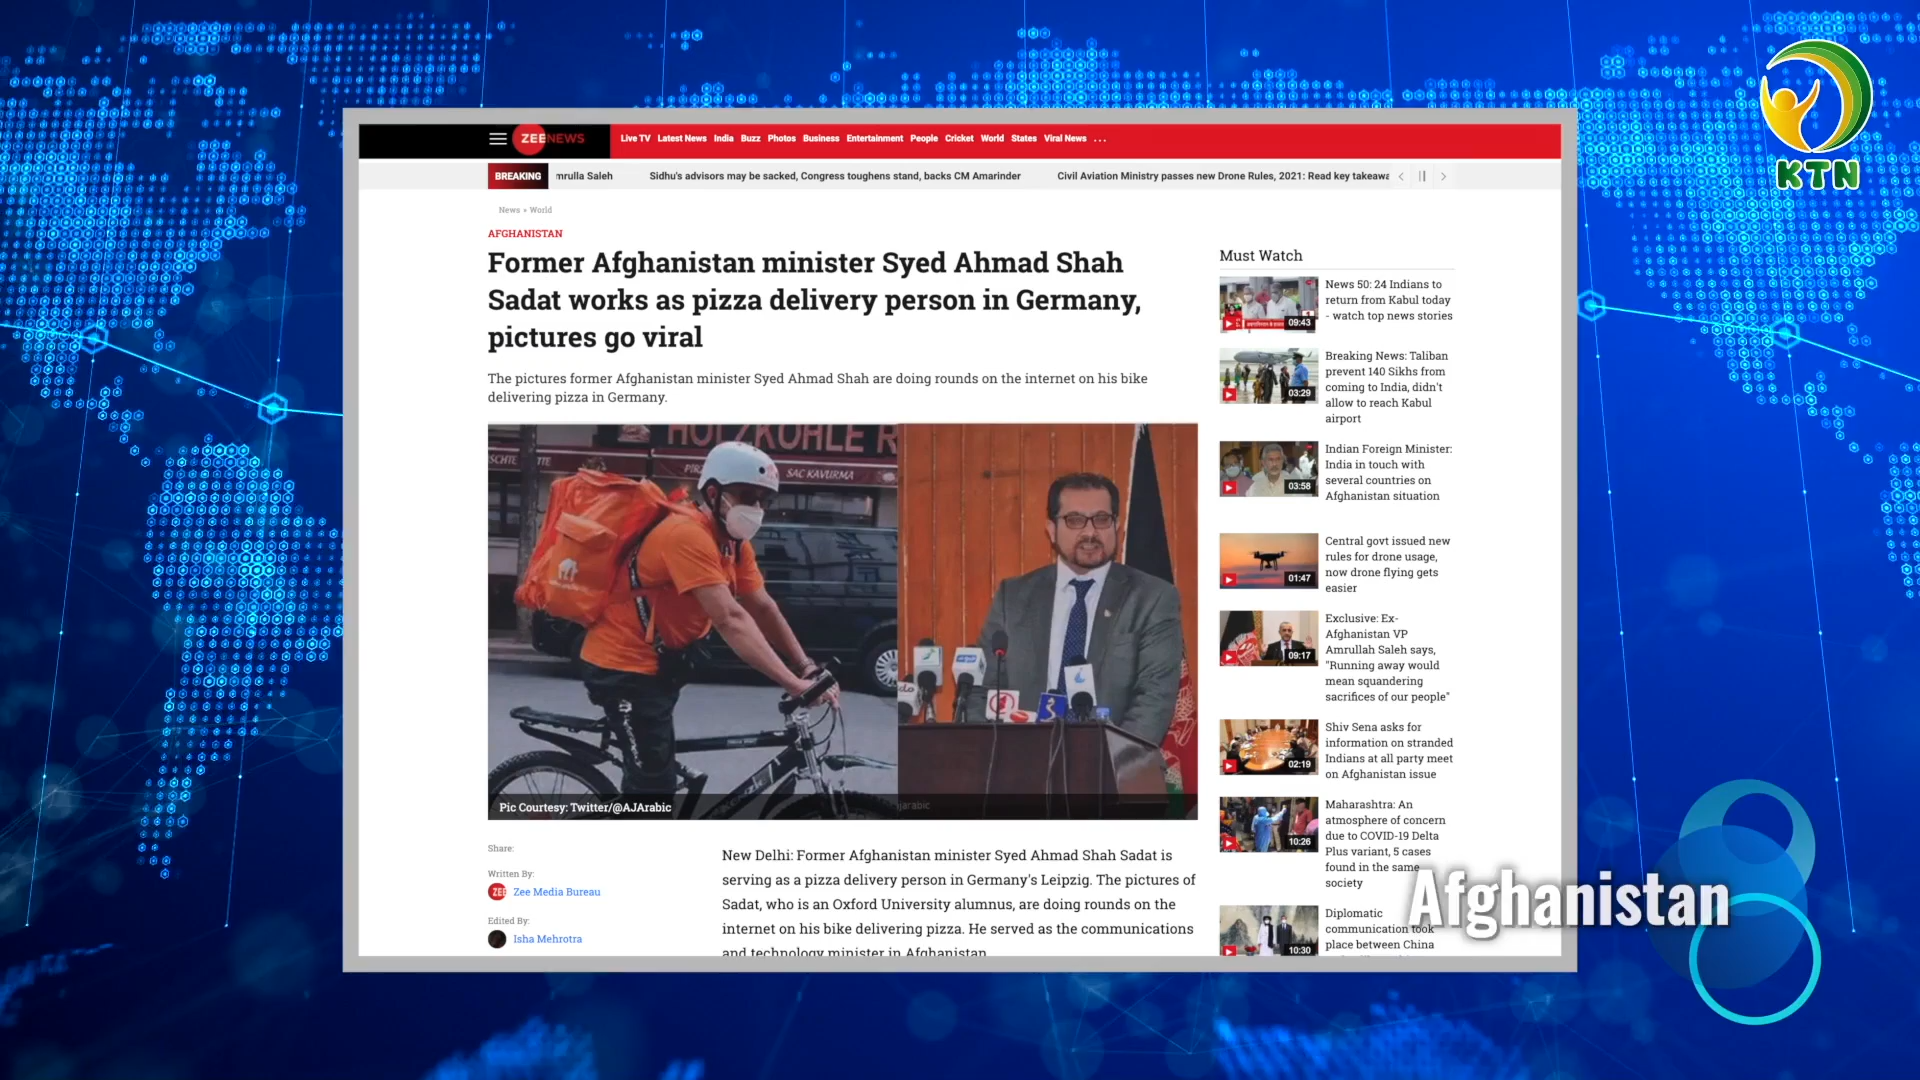 KTN
ZEENEWS
Live TV Latest News India Buzz Photos Business Entertainment People Cricket World States Viral News ...
BREAKING
mrulla Saleh Sidhu's advisors may be sacked, Congress toughens stand, backs CM Amarinder Civil Aviation Ministry passes new Drone Rules, 2021: Read key takeawa
News » World
AFGHANISTAN
Former Afghanistan minister Syed Ahmad Shah
Sadat works as pizza delivery person in Germany,
pictures go viral
The pictures former Afghanistan minister Syed Ahmad Shah are doing rounds on the internet on his bike
delivering pizza in Germany.
HOLZKOHLE R
SAC KAVURMA
Pic Courtesy: Twitter/@AJArabic
ajarabic
Share:
Written By:
ZEE
Zee Media Bureau
Edited By:
Isha Mehrotra
New Delhi: Former Afghanistan minister Syed Ahmad Shah Sadat is
serving as a pizza delivery person in Germany's Leipzig. The pictures of
Sadat, who is an Oxford University alumnus, are doing rounds on the
internet on his bike delivering pizza. He served as the communications
and technology minister in Afghanistan.
Must Watch
09:43
News 50: 24 Indians to
return from Kabul today
- watch top news stories
03:29
Breaking News: Taliban
prevent 140 Sikhs from
coming to India, didn't
allow to reach Kabul
airport
03:58
Indian Foreign Minister:
India in touch with
several countries on
Afghanistan situation
01:47
Central govt issued new
rules for drone usage,
now drone flying gets
easier
09:17
Exclusive: Ex-
Afghanistan VP
Amrullah Saleh says,
"Running away would
mean squandering
sacrifices of our people"
02:19
Shiv Sena asks for
information on stranded
Indians at all party meet
on Afghanistan issue
10:26
Maharashtra: An
atmosphere of concern
due to COVID-19 Delta
Plus variant, 5 cases
found in the same
society
10:30
Diplomatic
communication took
place between China
Afghanistan